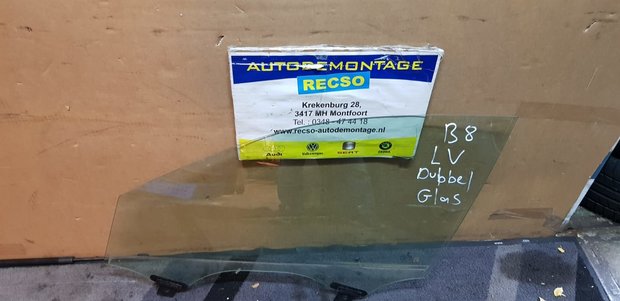 AUTODEMONTAGE
RECSO
Krekenburg 28,
3417 MH Montfoort
Tel. : 0348 - 47 44 18
www.recso-autodemontage.nl
Audi Volkswagen SEAT SKODA
B8
LV
Dubbel
Glas